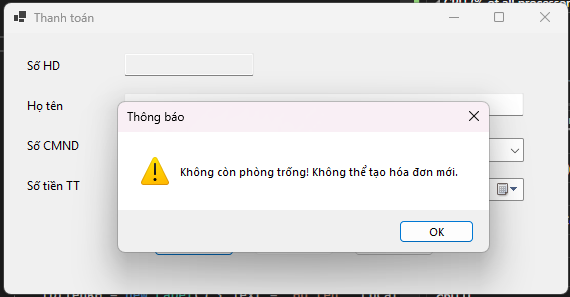 Thanh toán
Số HD
Họ tên
Thông báo
Số CMND
Không còn phòng trống! Không thể tạo hóa đơn mới.
Số tiền TT
OK